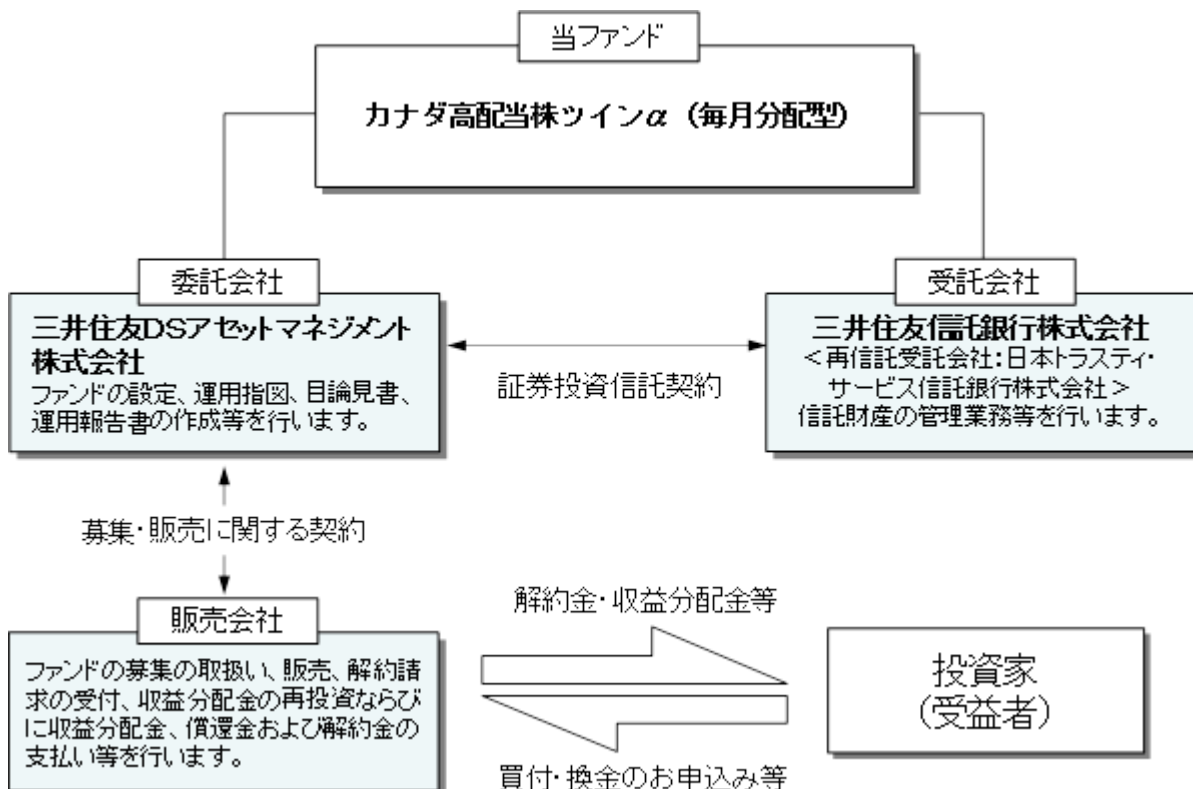 当ファンド
カナダ高配当株ツインα（毎月分配型）
委託会社
三井住友DSアセットマネジメント
株式会社
ファンドの設定、運用指図、目論見書、
運用報告書の作成等を行います。
証券投資信託契約
受託会社
三井住友信託銀行株式会社
＜再信託受託会社：日本トラスティ・
サービス信託銀行株式会社＞
信託財産の管理業務等を行います。
募集・販売に関する契約
販売会社
ファンドの募集の取扱い、販売、解約請
求の受付、収益分配金の再投資ならび
に収益分配金、償還金および解約金の
支払い等を行います。
解約金・収益分配金等
買付・換金のお申込み等
投資家
（受益者）